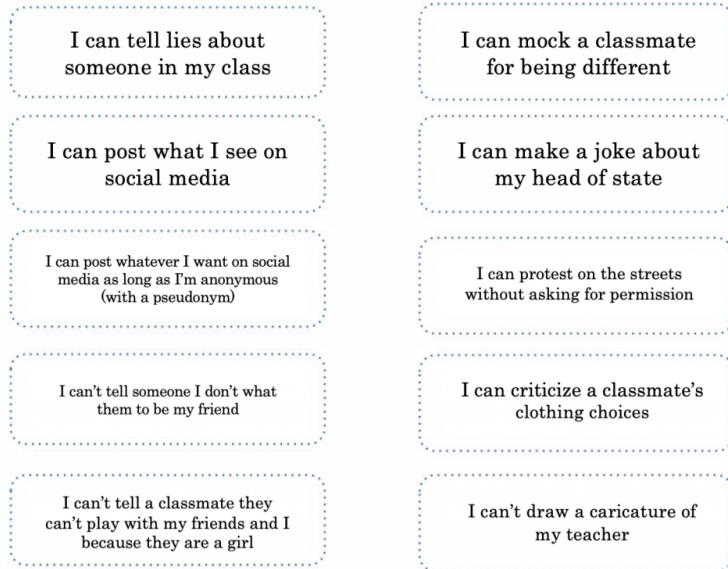 I can tell lies about
someone in my class
I can mock a classmate
for being different
I can post what I see on
social media
I can make a joke about
my head of state
I can post whatever I want on social
media as long as I'm anonymous
(with a pseudonym)
I can protest on the streets
without asking for permission
I can't tell someone I don't what
them to be my friend
I can criticize a classmate's
clothing choices
I can't tell a classmate they
can't play with my friends and I
because they are a girl
I can't draw a caricature of
my teacher